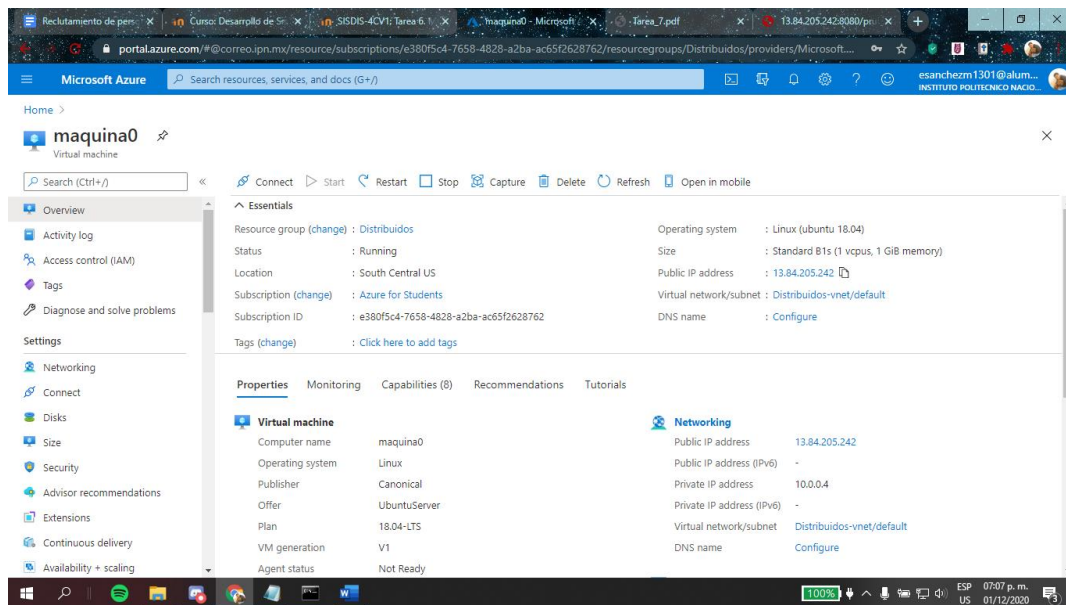 Reclutamiento de pers
Curso: Desarrollo de Si
SISDIS-4CV1; Tarea 6.
maquina0 - Microsoft
Tarea_7.pdf
13.84.205.242:8080/pr
portal.azure.com/#@correo.ipn.mx/resource/subscriptions/e380f5c4-7658-4828-a2ba-ac65f2628762/resourcegroups/Distribuidos/providers/Microsoft....
Microsoft Azure
Search resources, services, and docs (G+/)
esanchezm1301@alum...
INSTITUTO POLITECNICO NACIO...
Home >
maquina0
Virtual machine
Search (Ctrl+/)
«
Connect Start Restart Stop Capture Delete Refresh Open in mobile
Overview
Activity log
Access control (IAM)
Tags
Diagnose and solve problems
Settings
Networking
Connect
Disks
Size
Security
Advisor recommendations
Extensions
Continuous delivery
Availability + scaling
Essentials
Resource group (change) : Distribuidos
Status : Running
Location : South Central US
Subscription (change) : Azure for Students
Subscription ID : e380f5c4-7658-4828-a2ba-ac65f2628762
Tags (change) : Click here to add tags
Operating system : Linux (ubuntu 18.04)
Size : Standard B1s (1 vcpus, 1 GiB memory)
Public IP address : 13.84.205.242
Virtual network/subnet : Distribuidos-vnet/default
DNS name : Configure
Properties Monitoring Capabilities (8) Recommendations Tutorials
Virtual machine
Computer name maquina0
Operating system Linux
Publisher Canonical
Offer UbuntuServer
Plan 18.04-LTS
VM generation V1
Agent status Not Ready
Networking
Public IP address 13.84.205.242
Public IP address (IPv6) -
Private IP address 10.0.0.4
Private IP address (IPv6) -
Virtual network/subnet Distribuidos-vnet/default
DNS name Configure
100%
ESP
US
07:07 p. m.
01/12/2020
3